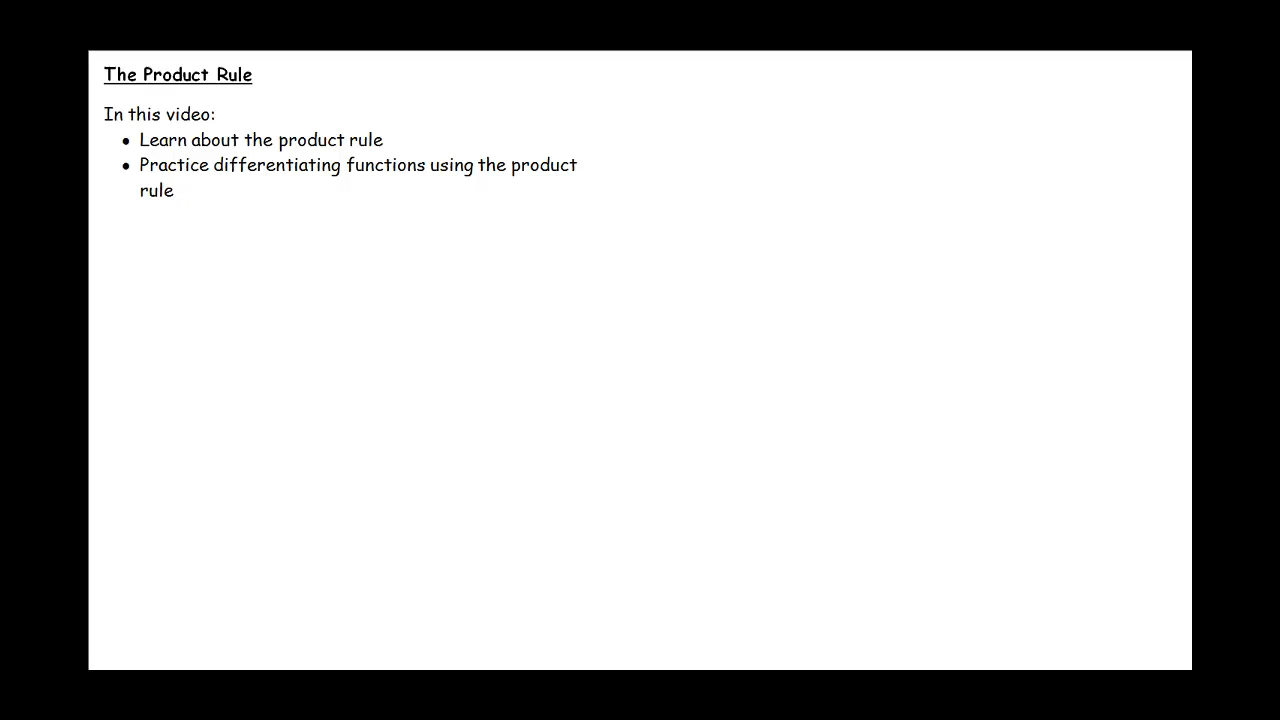 The Product Rule
In this video:
• Learn about the product rule
• Practice differentiating functions using the product
rule